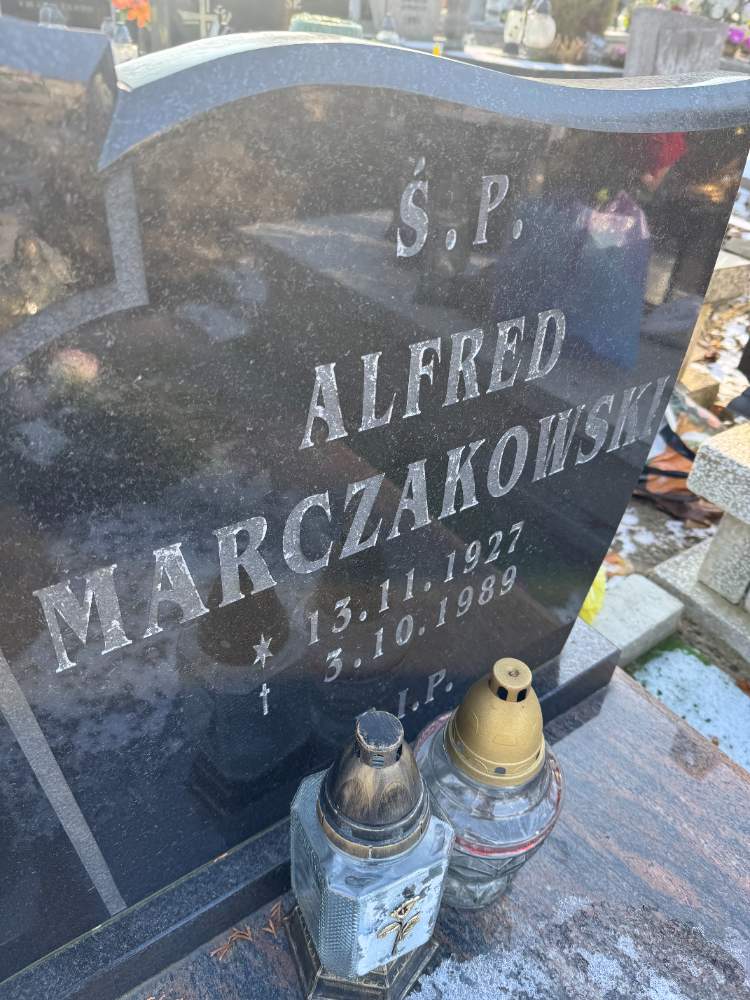 Ś.P.
ALFRED
MARCZAKOWSKI
* 13.11.1927
† 3.10.1989